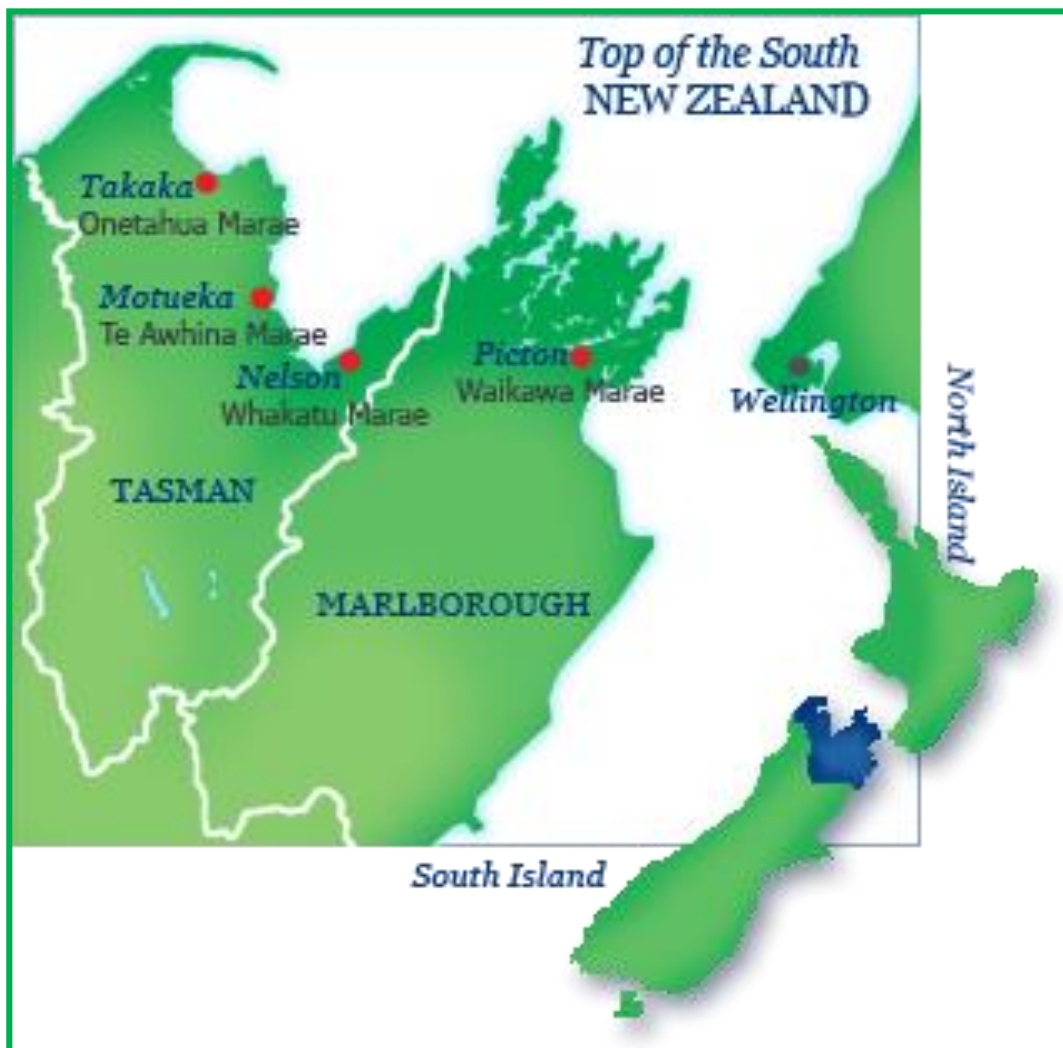 Top of the South
NEW ZEALAND
Takaka
Onetahua Marae
Motueka
Te Awhina Marae
Nelson
Whakatu Marae
Picton
Waikawa Marae
Wellington
TASMAN
MARLBOROUGH
North Island
South Island